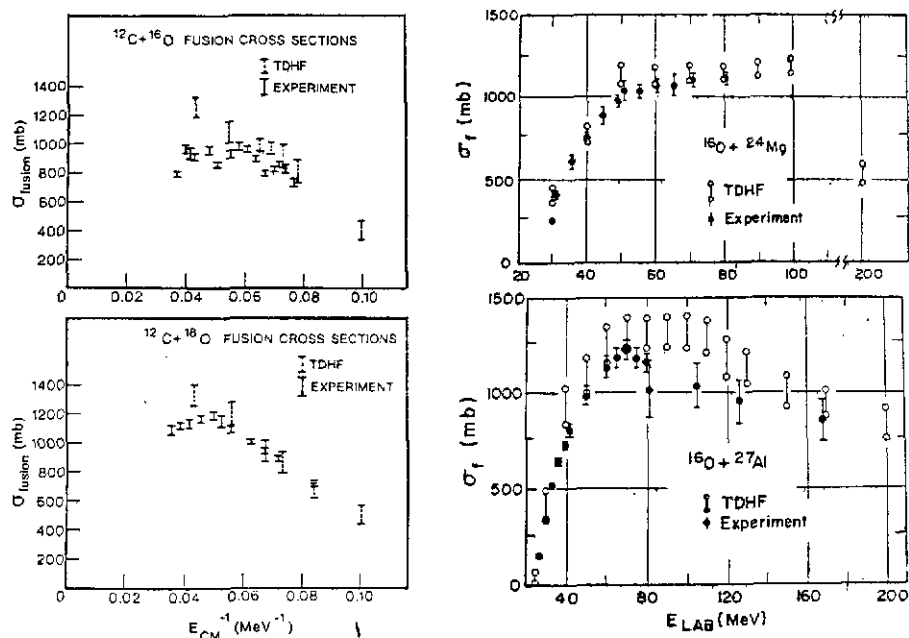 ¹²C+¹⁶O FUSION CROSS SECTIONS
TDHF
EXPERIMENT
1400
1200
1000
800
600
400
200
0
σfusion (mb)
0 0.02 0.04 0.06 0.08 0.10
¹²C+¹⁸O FUSION CROSS SECTIONS
TDHF
EXPERIMENT
1400
1200
1000
800
600
400
200
0
σfusion (mb)
0 0.02 0.04 0.06 0.08 0.10
E_CM⁻¹ (MeV⁻¹)
1500
1000
500
0
σf (mb)
¹⁶O + ²⁴Mg
TDHF
Experiment
20 40 60 80 100 200
1500
1000
500
0
σf (mb)
¹⁶O + ²⁷Al
TDHF
Experiment
40 80 120 160 200
E_LAB (MeV)